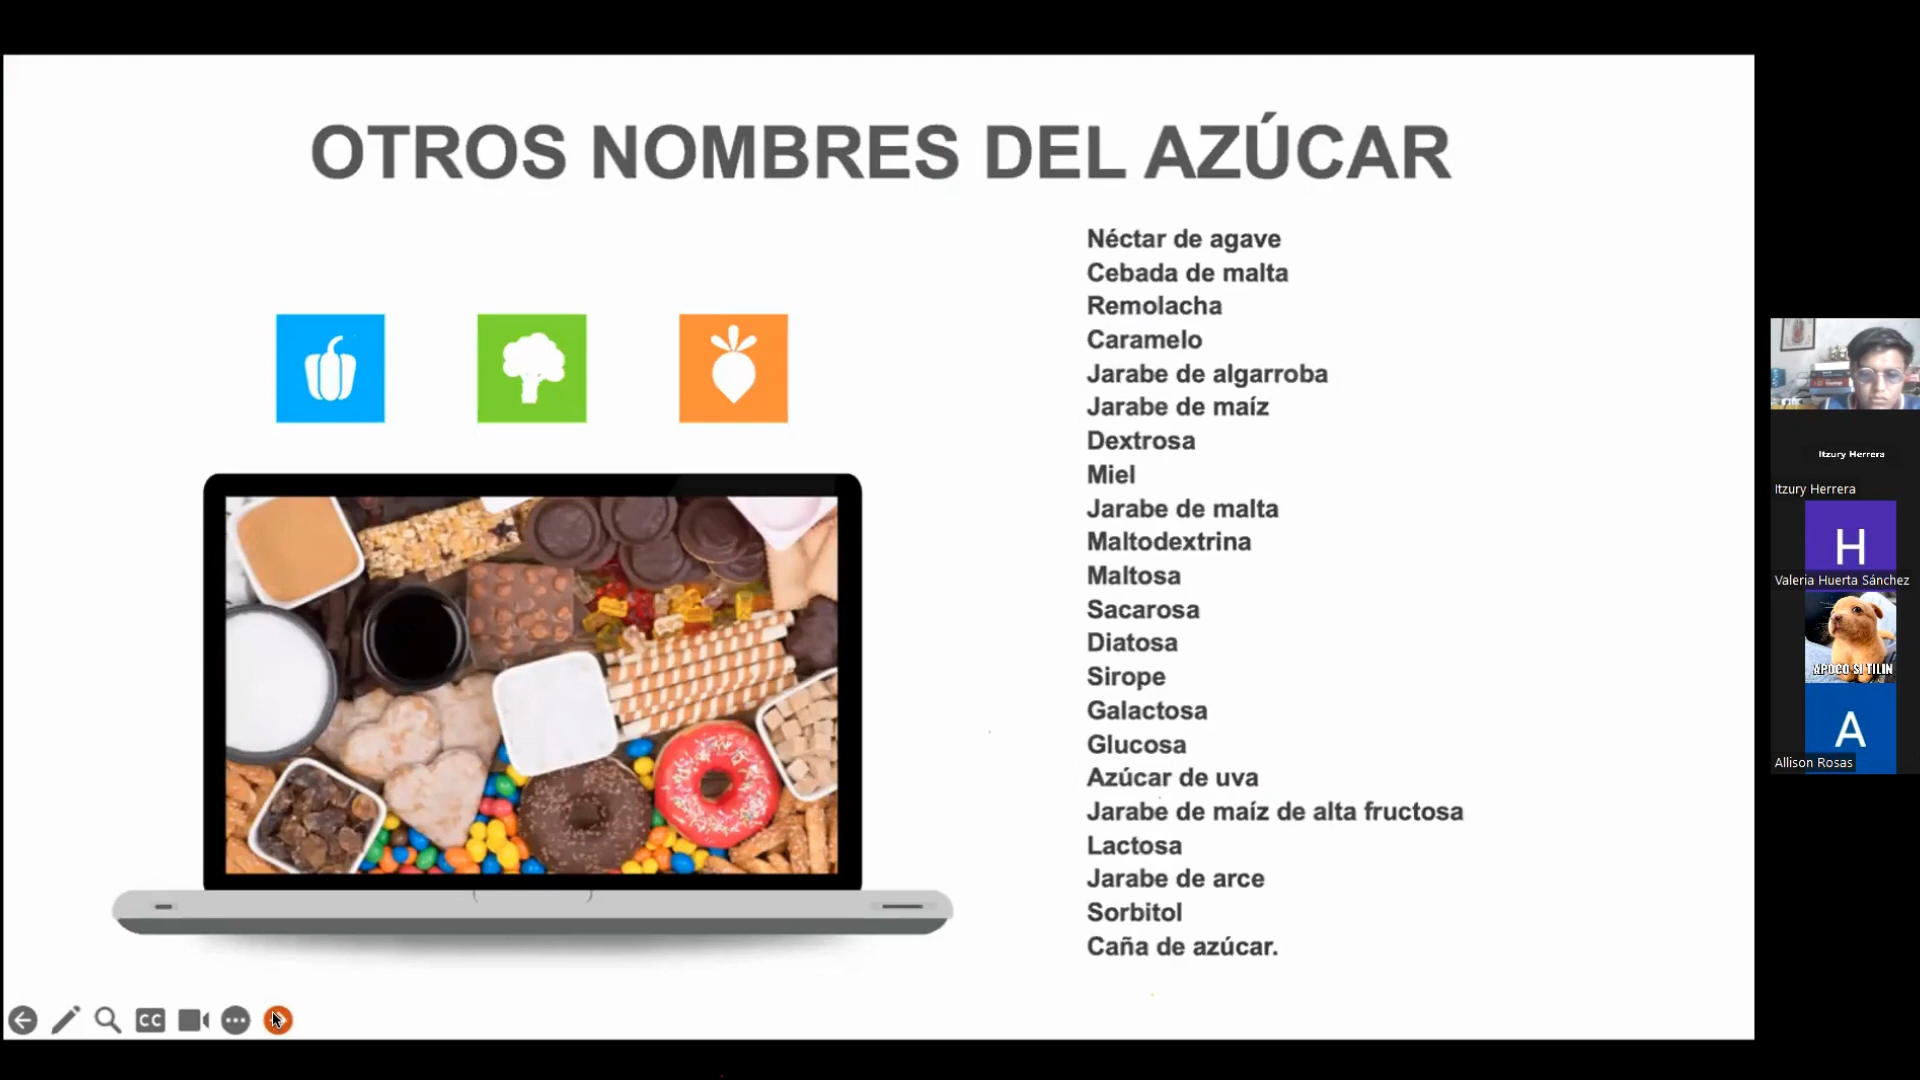 OTROS NOMBRES DEL AZÚCAR
Néctar de agave
Cebada de malta
Remolacha
Caramelo
Jarabe de algarroba
Jarabe de maíz
Dextrosa
Miel
Jarabe de malta
Maltodextrina
Maltosa
Sacarosa
Diatosa
Sirope
Galactosa
Glucosa
Azúcar de uva
Jarabe de maíz de alta fructosa
Lactosa
Jarabe de arce
Sorbitol
Caña de azúcar.
CC
Itzury Herrera
Itzury Herrera
H
Valeria Huerta Sánchez
APOCO SI TILIN
A
Allison Rosas